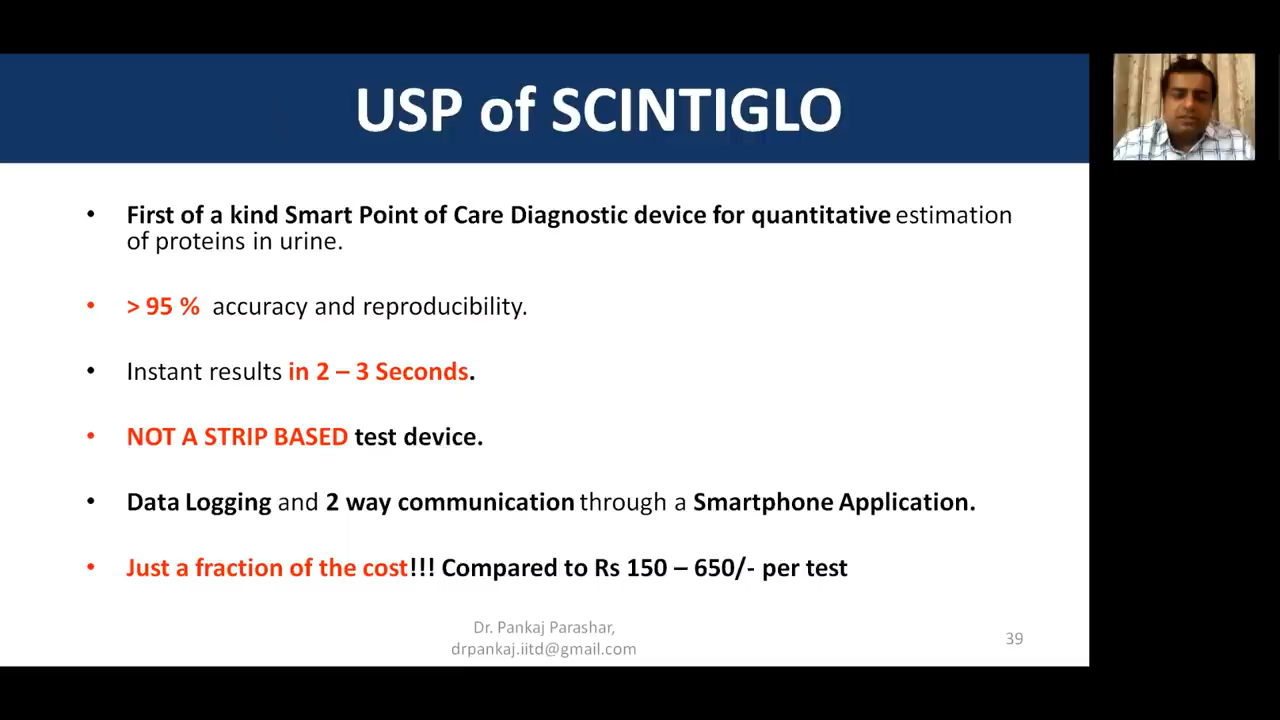 USP of SCINTIGLO
• First of a kind Smart Point of Care Diagnostic device for quantitative estimation
of proteins in urine.
• > 95 % accuracy and reproducibility.
• Instant results in 2 – 3 Seconds.
• NOT A STRIP BASED test device.
• Data Logging and 2 way communication through a Smartphone Application.
• Just a fraction of the cost!!! Compared to Rs 150 – 650/- per test
Dr. Pankaj Parashar,
drpankaj.iitd@gmail.com
39